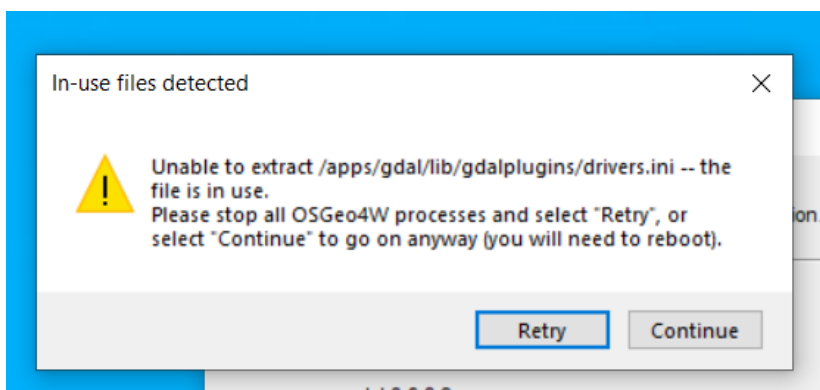 In-use files detected
Unable to extract /apps/gdal/lib/gdalplugins/drivers.ini -- the
file is in use.
Please stop all OSGeo4W processes and select "Retry", or
select "Continue" to go on anyway (you will need to reboot).
ion.
Retry
Continue